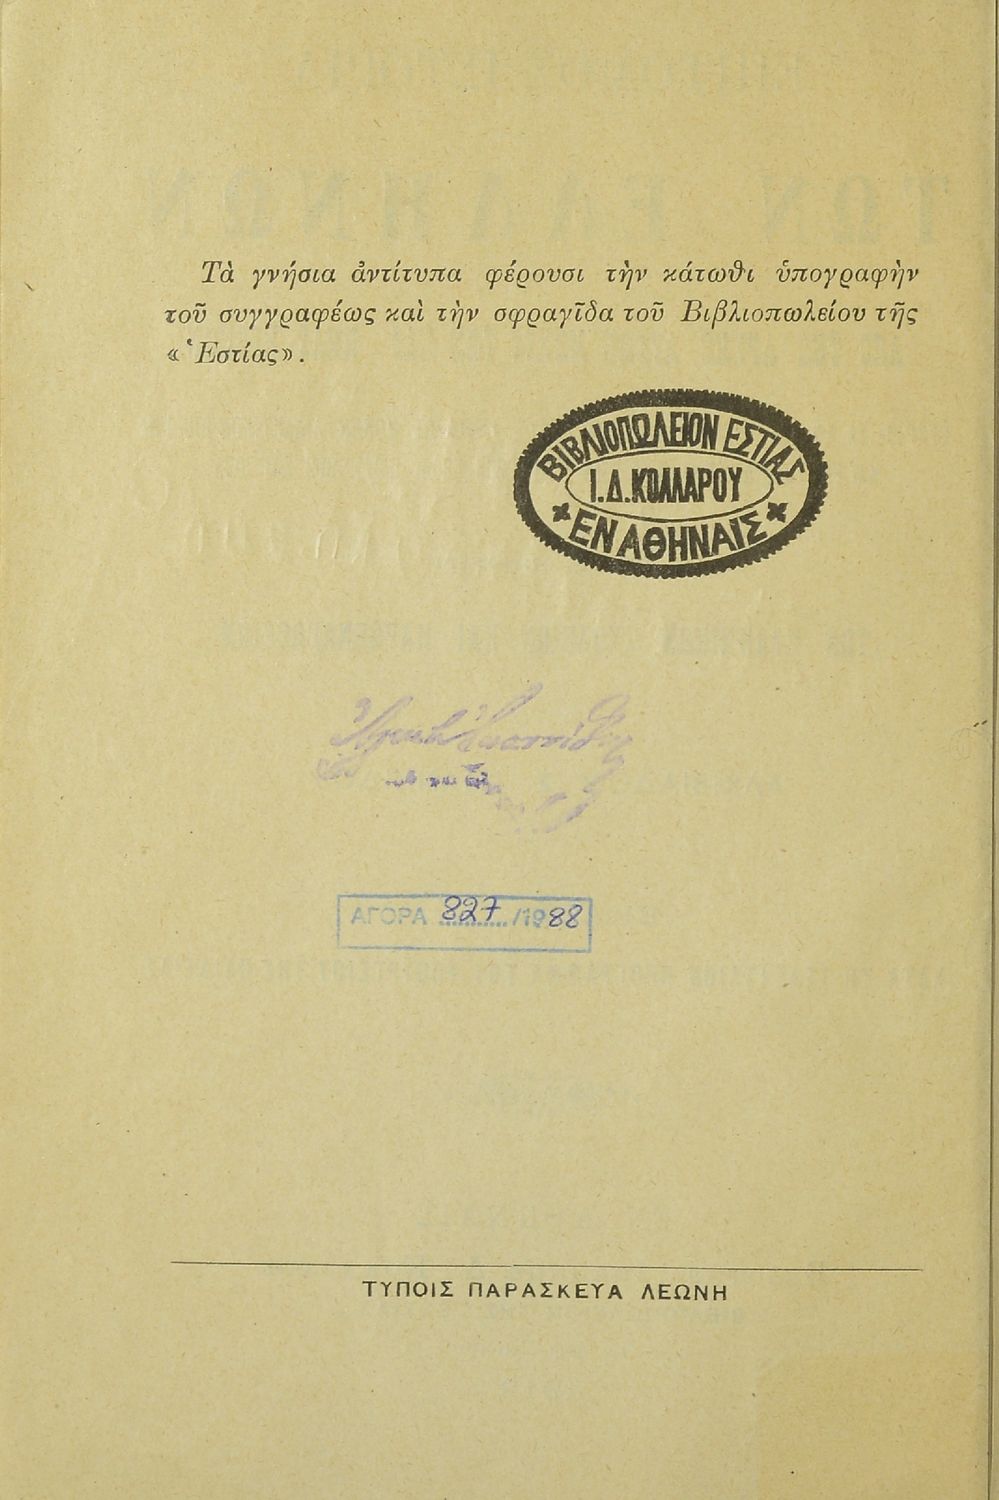 Τὰ γνήσια ἀντίτυπα φέρουσι τὴν κάτωθι ὑπογραφὴν
τοῦ συγγραφέως καὶ τὴν σφραγῖδα τοῦ Βιβλιοπωλείου τῆς
«Ἑστίας».
ΒΙΒΛΙΟΠΩΛΕΙΟΝ ΕΣΤΙΑΣ
Ι.Δ.ΚΟΛΛΑΡΟΥ
ΕΝ ΑΘΗΝΑΙΣ
ΑΓΟΡΑ 827/1988
ΤΥΠΟΙΣ ΠΑΡΑΣΚΕΥΑ ΛΕΩΝΗ